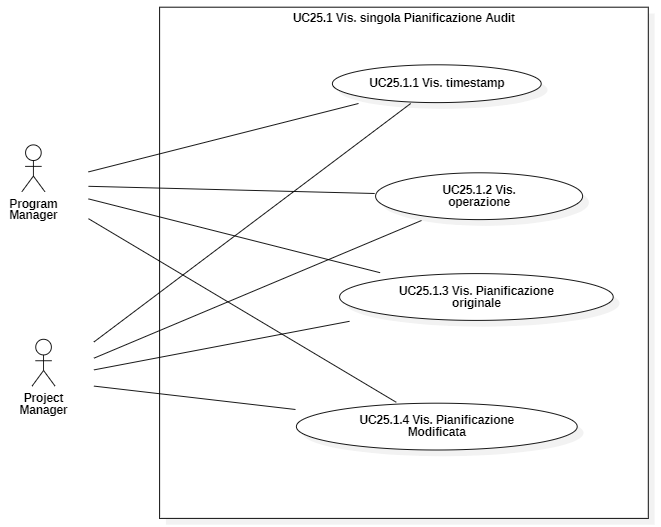 UC25.1 Vis. singola Pianificazione Audit
UC25.1.1 Vis. timestamp
Program
Manager
UC25.1.2 Vis.
operazione
UC25.1.3 Vis. Pianificazione
originale
Project
Manager
UC25.1.4 Vis. Pianificazione
Modificata